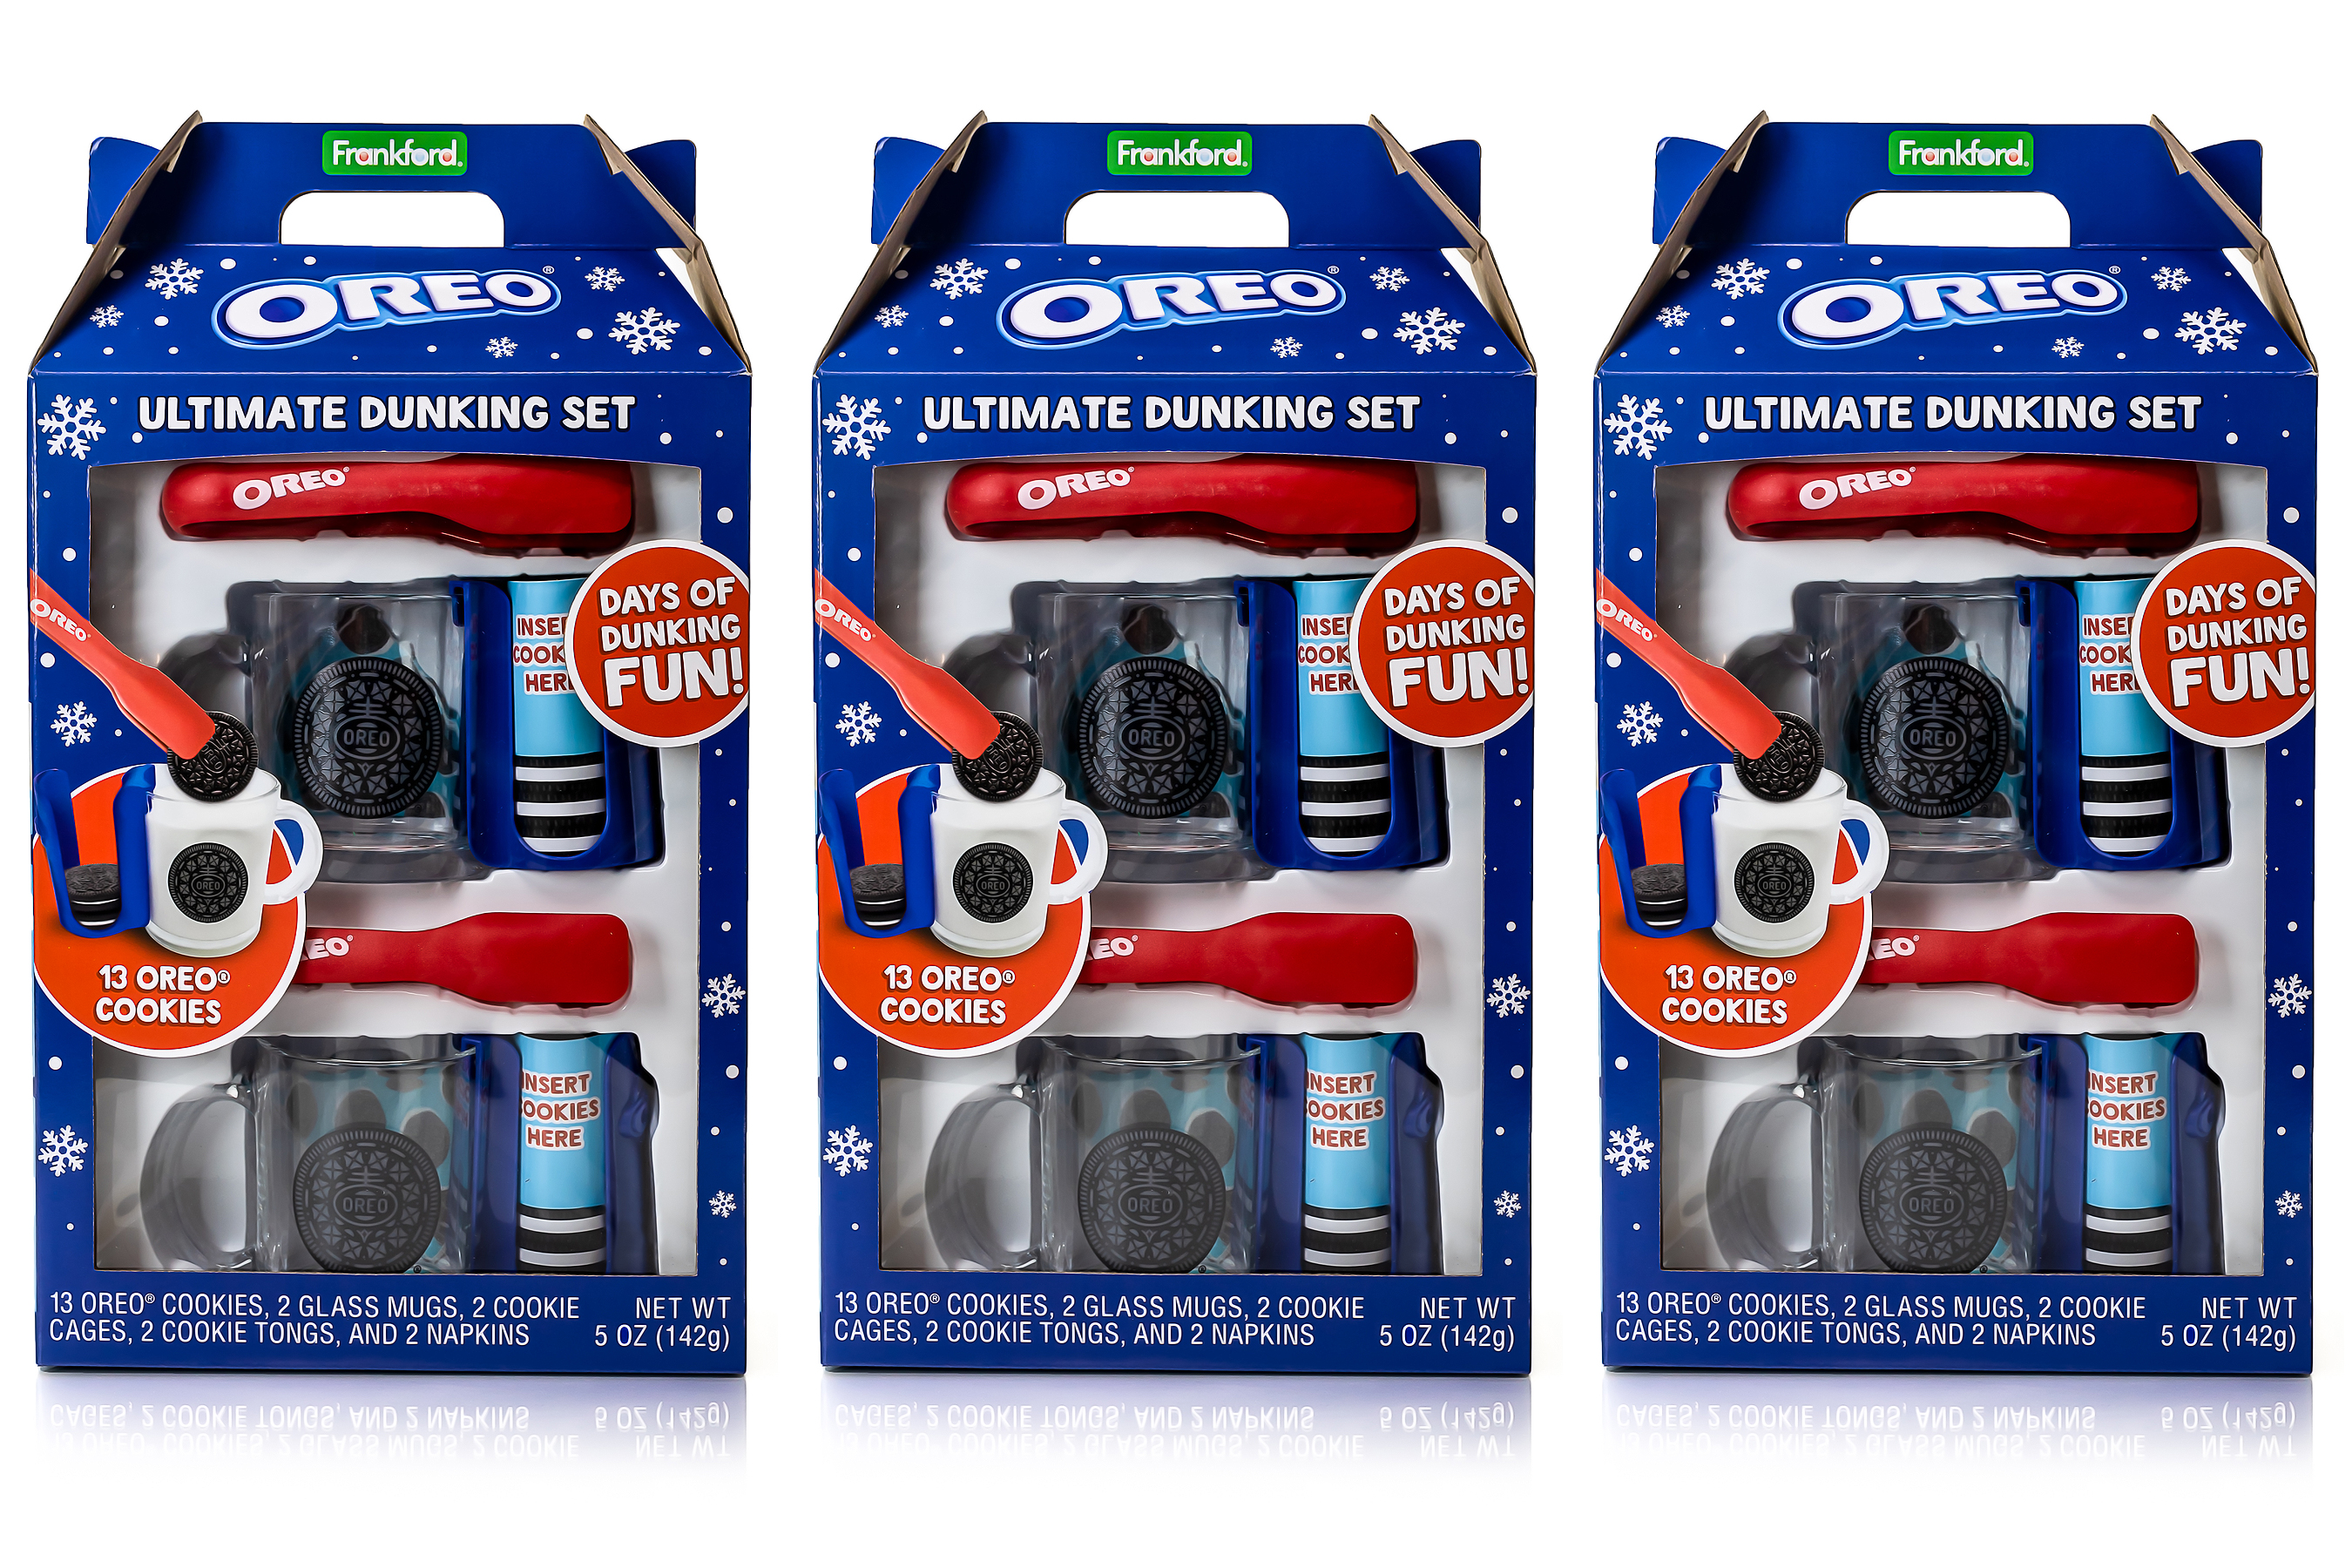 Frankford®
OREO®
ULTIMATE DUNKING SET
OREO®
DAYS OF
DUNKING
FUN!
OREO®
OREO
OREO
13 OREO®
COOKIES
INSERT
COOKIES
HERE
OREO
13 OREO® COOKIES, 2 GLASS MUGS, 2 COOKIE
CAGES, 2 COOKIE TONGS, AND 2 NAPKINS
NET WT
5 OZ (142g)
Frankford®
OREO®
ULTIMATE DUNKING SET
OREO®
DAYS OF
DUNKING
FUN!
OREO®
OREO
OREO
13 OREO®
COOKIES
INSERT
COOKIES
HERE
OREO
13 OREO® COOKIES, 2 GLASS MUGS, 2 COOKIE
CAGES, 2 COOKIE TONGS, AND 2 NAPKINS
NET WT
5 OZ (142g)
Frankford®
OREO®
ULTIMATE DUNKING SET
OREO®
DAYS OF
DUNKING
FUN!
OREO®
OREO
OREO
13 OREO®
COOKIES
INSERT
COOKIES
HERE
OREO
13 OREO® COOKIES, 2 GLASS MUGS, 2 COOKIE
CAGES, 2 COOKIE TONGS, AND 2 NAPKINS
NET WT
5 OZ (142g)